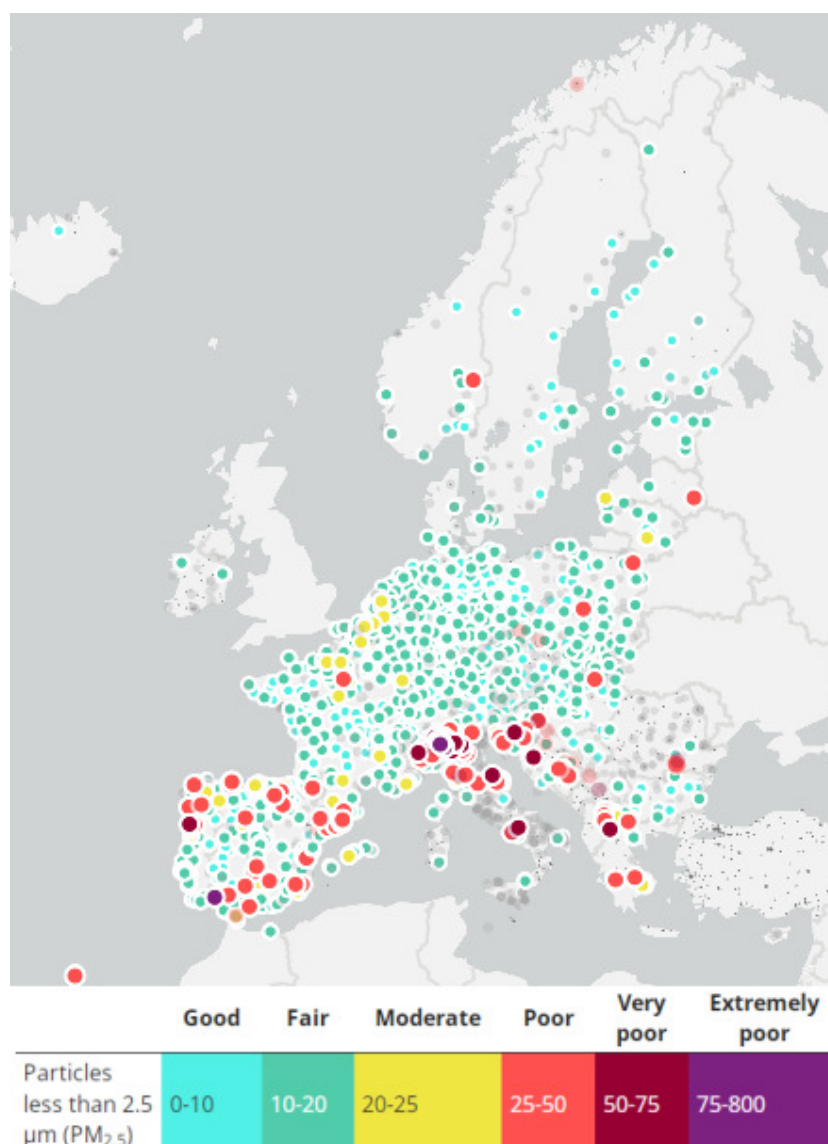 Good Fair Moderate Poor Very poor Extremely poor
Particles
less than 2.5
µm (PM2.5)
0-10 10-20 20-25 25-50 50-75 75-800